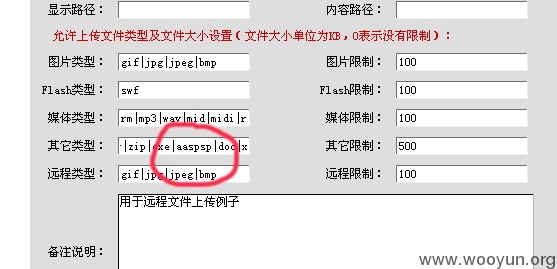 显示路径： 内容路径：
允许上传文件类型及文件大小设置（文件大小单位为KB，0表示没有限制）：
图片类型： gif|jpg|jpeg|bmp 图片限制： 100
Flash类型： swf Flash限制： 100
媒体类型： rm|mp3|wav|mid|midi|r 媒体限制： 100
其它类型： |zip|exe|aaspsp|doc|x 其它限制： 500
远程类型： gif|jpg|jpeg|bmp 远程限制： 100
用于远程文件上传例子
备注说明：
www.wooyun.org